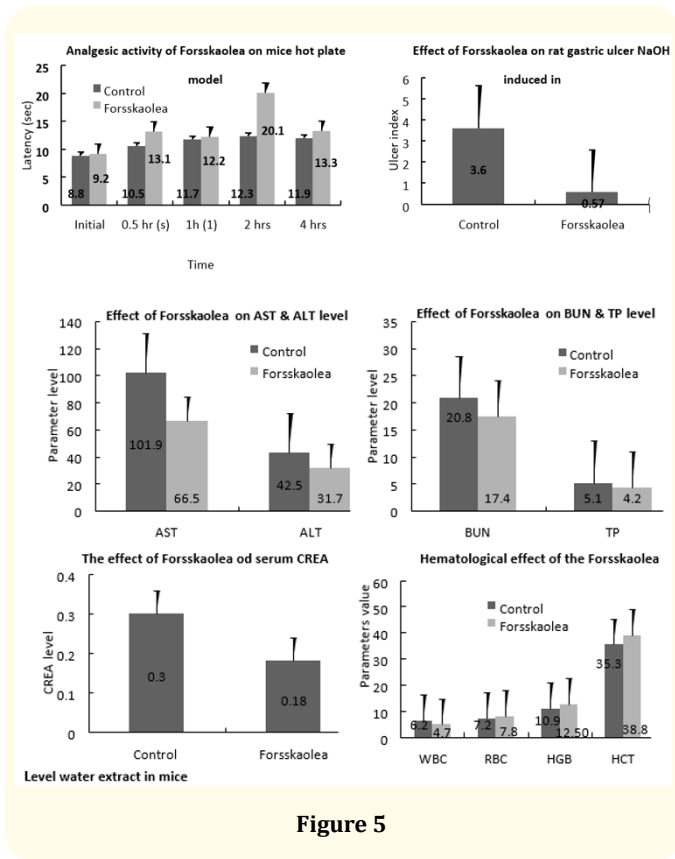 Analgesic activity of Forsskaolea on mice hot plate
model
Latency (sec)
25
20
15
10
5
0
Control
Forsskaolea
8.8
9.2
10.5
13.1
11.7
12.2
12.3
20.1
11.9
13.3
Initial
0.5 hr (s)
1h (1)
2 hrs
4 hrs
Time
Effect of Forsskaolea on rat gastric ulcer NaOH
induced in
Ulcer index
6
5
4
3
2
1
0
3.6
0.57
Control
Forsskaolea
Effect of Forsskaolea on AST & ALT level
Parameter level
140
120
100
80
60
40
20
0
Control
Forsskaolea
101.9
66.5
42.5
31.7
AST
ALT
Effect of Forsskaolea on BUN & TP level
Parameter level
35
30
25
20
15
10
5
0
Control
Forsskaolea
20.8
17.4
5.1
4.2
BUN
TP
The effect of Forsskaolea od serum CREA
CREA level
0.4
0.3
0.2
0.1
0
0.3
0.18
Control
Forsskaolea
Level water extract in mice
Hematological effect of the Forsskaolea
Parameters value
60
50
40
30
20
10
0
Control
Forsskaolea
6.2
4.7
7.2
7.8
10.9
12.50
35.3
38.8
WBC
RBC
HGB
HCT
Figure 5